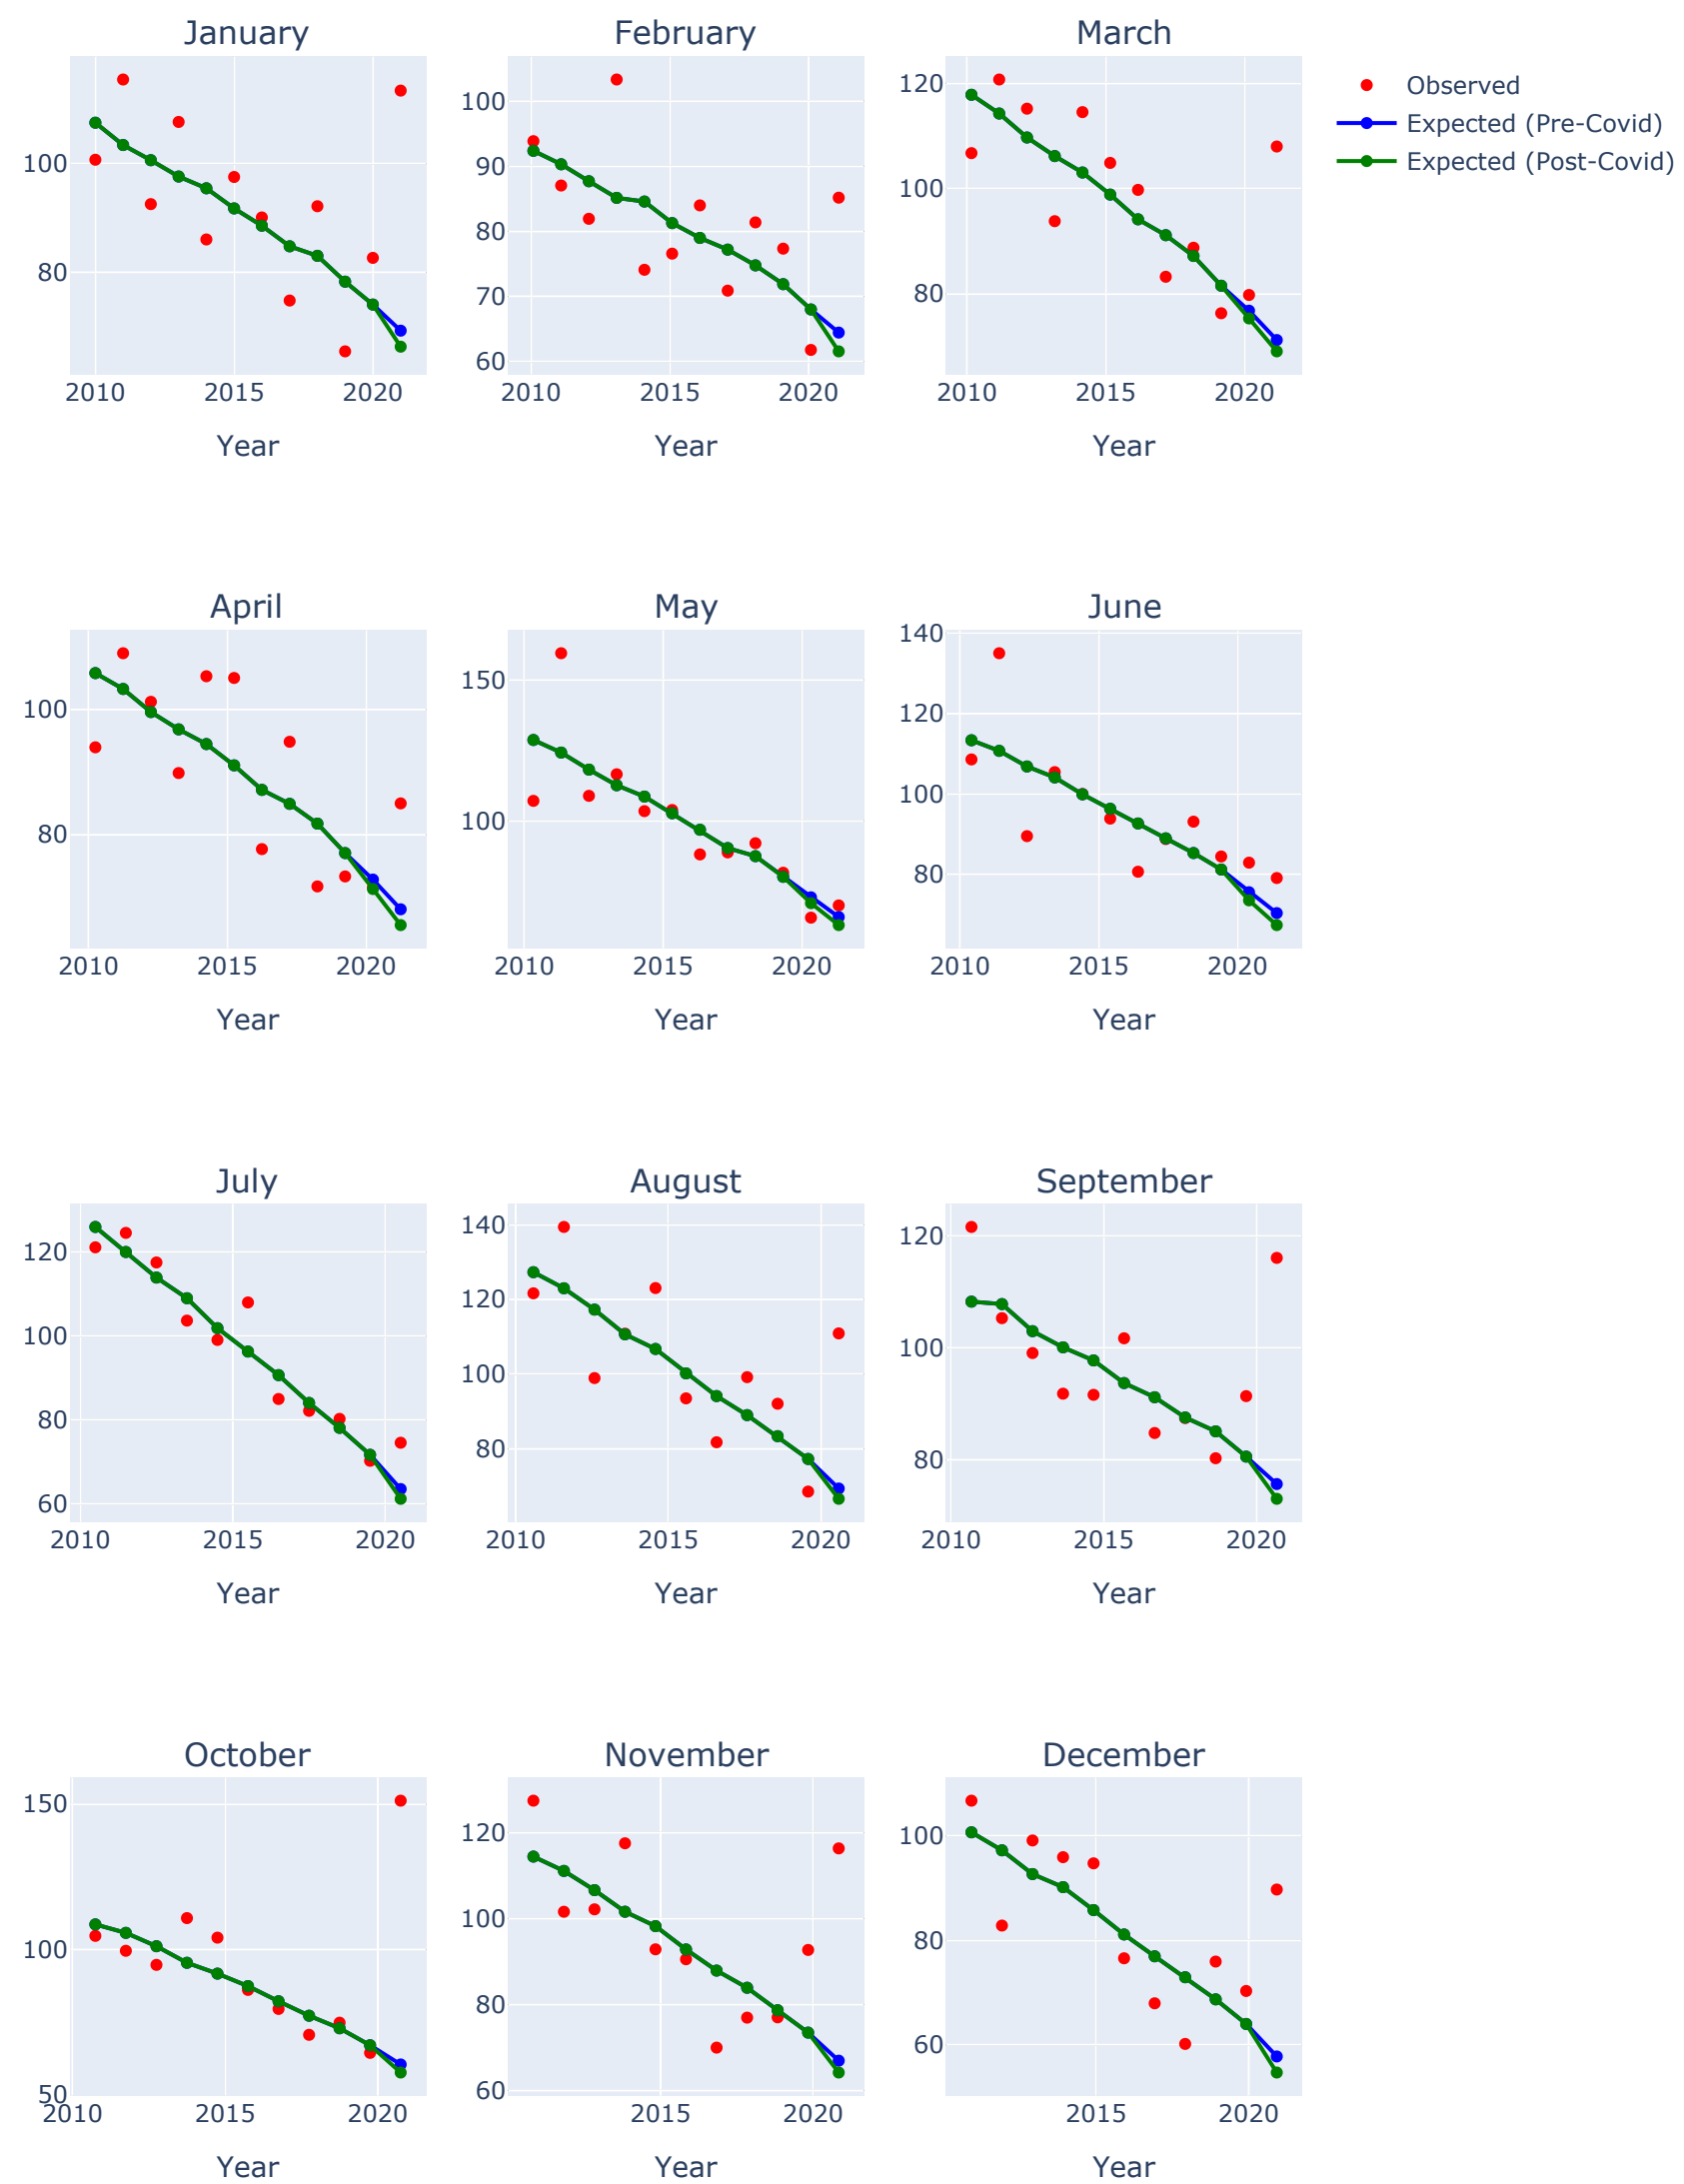 January February March
120 Observed
100 Expected (Pre-Covid)
100 90 100 Expected (Post-Covid)
80
80 70 80
60
2010 2015 2020 2010 2015 2020 2010 2015 2020
Year Year Year
April May June
140
150 120
100
100 100
80 80
2010 2015 2020 2010 2015 2020 2010 2015 2020
Year Year Year
July August September
140 120
120 120
100 100 100
80 80 80
60
2010 2015 2020 2010 2015 2020 2010 2015 2020
Year Year Year
October November December
150 120 100
100 100 80
80 60
50 60
2010 2015 2020 2015 2020 2015 2020
Year Year Year